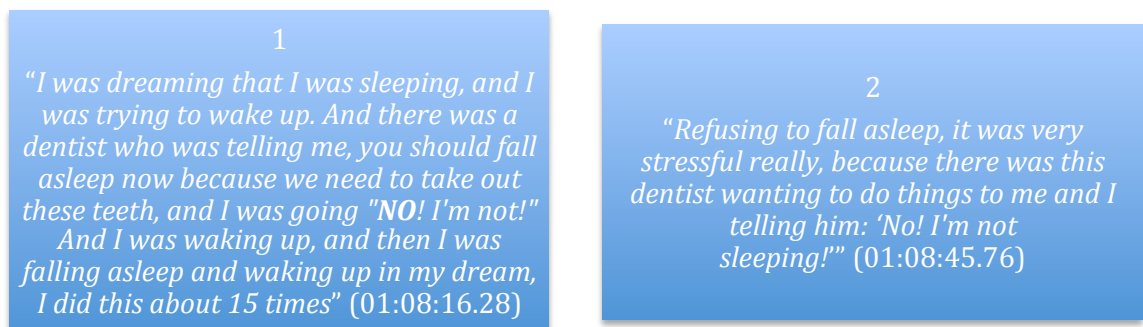 1
“I was dreaming that I was sleeping, and I
was trying to wake up. And there was a
dentist who was telling me, you should fall
asleep now because we need to take out
these teeth, and I was going "NO! I'm not!"
And I was waking up, and then I was
falling asleep and waking up in my dream,
I did this about 15 times” (01:08:16.28)
2
“Refusing to fall asleep, it was very
stressful really, because there was this
dentist wanting to do things to me and I
telling him: ‘No! I'm not
sleeping!’” (01:08:45.76)